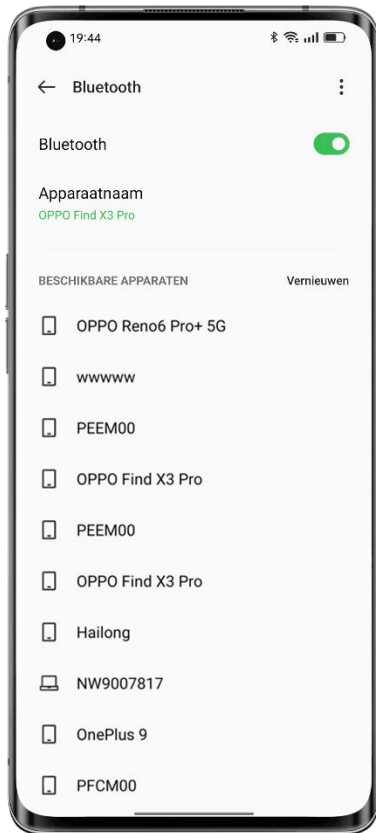 19:44
Bluetooth
Bluetooth
Apparaatnaam
OPPO Find X3 Pro
BESCHIKBARE APPARATEN Vernieuwen
OPPO Reno6 Pro+ 5G
wwwww
PEEM00
OPPO Find X3 Pro
PEEM00
OPPO Find X3 Pro
Hailong
NW9007817
OnePlus 9
PFCM00